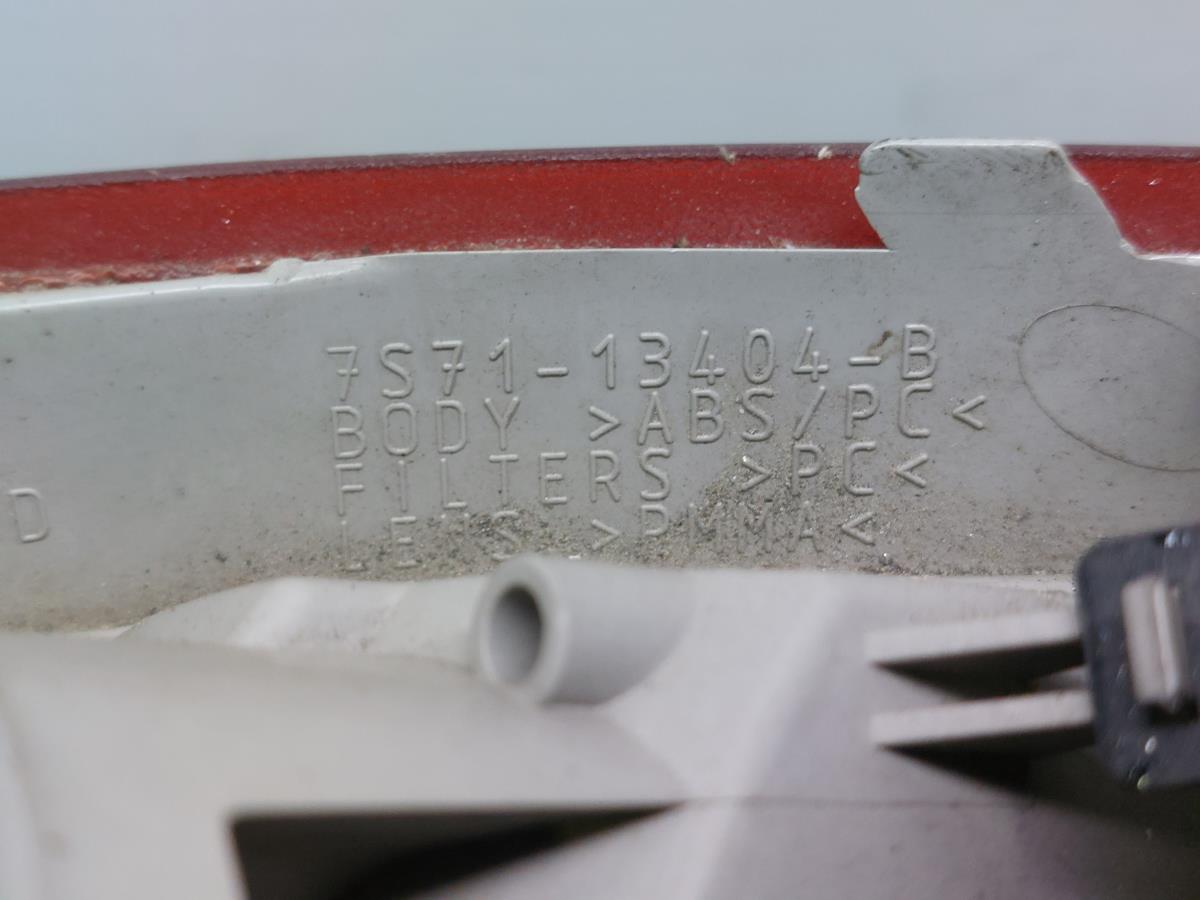 7S71-13404-B
BODY >ABS/PC<
FILTERS >PC<
LENS >PMMA<
D